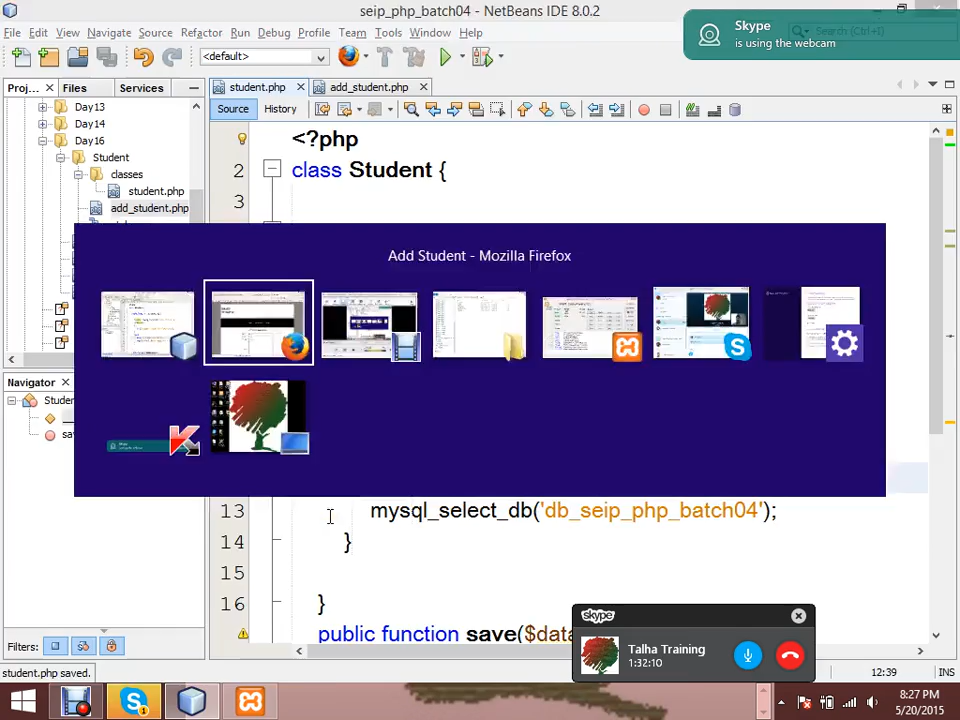 seip_php_batch04 - NetBeans IDE 8.0.2
File Edit View Navigate Source Refactor Run Debug Profile Team Tools Window Help
Search (Ctrl+I)
Skype
is using the webcam
<default>
Proj... Files Services
student.php add_student.php
Source History
Day13
Day14
Day16
Student
classes
student.php
add_student.php
<?php
2 class Student {
3
Add Student - Mozilla Firefox
13 mysql_select_db('db_seip_php_batch04');
14 }
15
16 }
public function save($data
Navigator
Filters:
skype
Talha Training
1:32:10
student.php saved.
12:39 INS
8:27 PM
5/20/2015